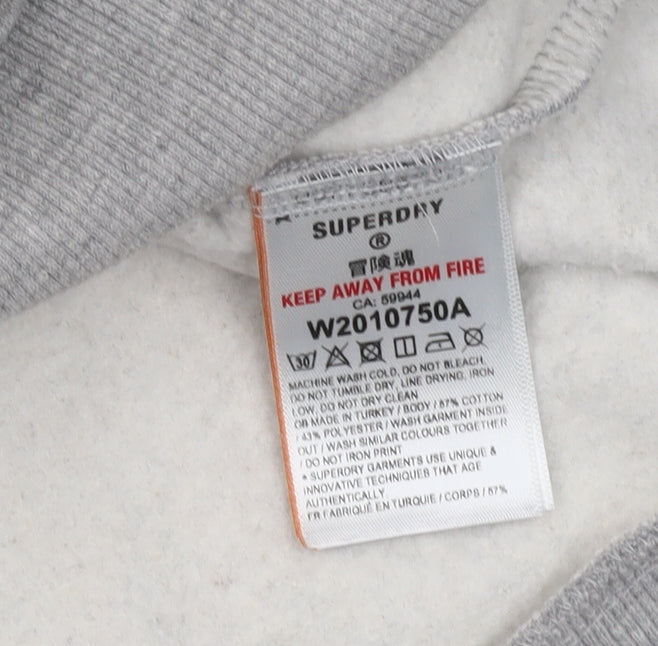 SUPERDRY
®
冒険魂
KEEP AWAY FROM FIRE
CA: 59944
W2010750A
30
MACHINE WASH COLD, DO NOT BLEACH,
DO NOT TUMBLE DRY, LINE DRYING, IRON
LOW, DO NOT DRY CLEAN
GB MADE IN TURKEY / BODY / 57% COTTON
/ 43% POLYESTER / WASH GARMENT INSIDE
OUT / WASH SIMILAR COLOURS TOGETHER
/ DO NOT IRON PRINT
* SUPERDRY GARMENTS USE UNIQUE &
INNOVATIVE TECHNIQUES THAT AGE
AUTHENTICALLY.
FR FABRIQUÉ EN TURQUIE / CORPS / 57%